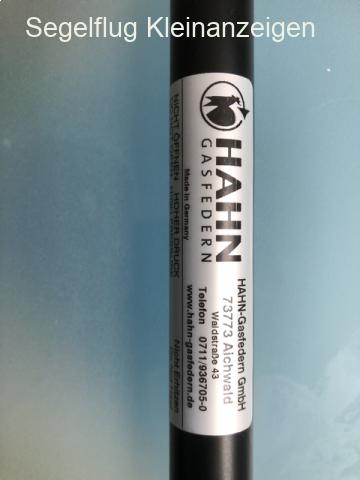 Segelflug Kleinanzeigen
HAHN
GASFEDERN
HAHN-Gasfedern GmbH
73773 Aichwald
Waldstraße 43
Telefon 0711/936705-0
www.hahn-gasfedern.de
Made in Germany
NICHT ÖFFNEN HOHER DRUCK
Nicht Erhitzen